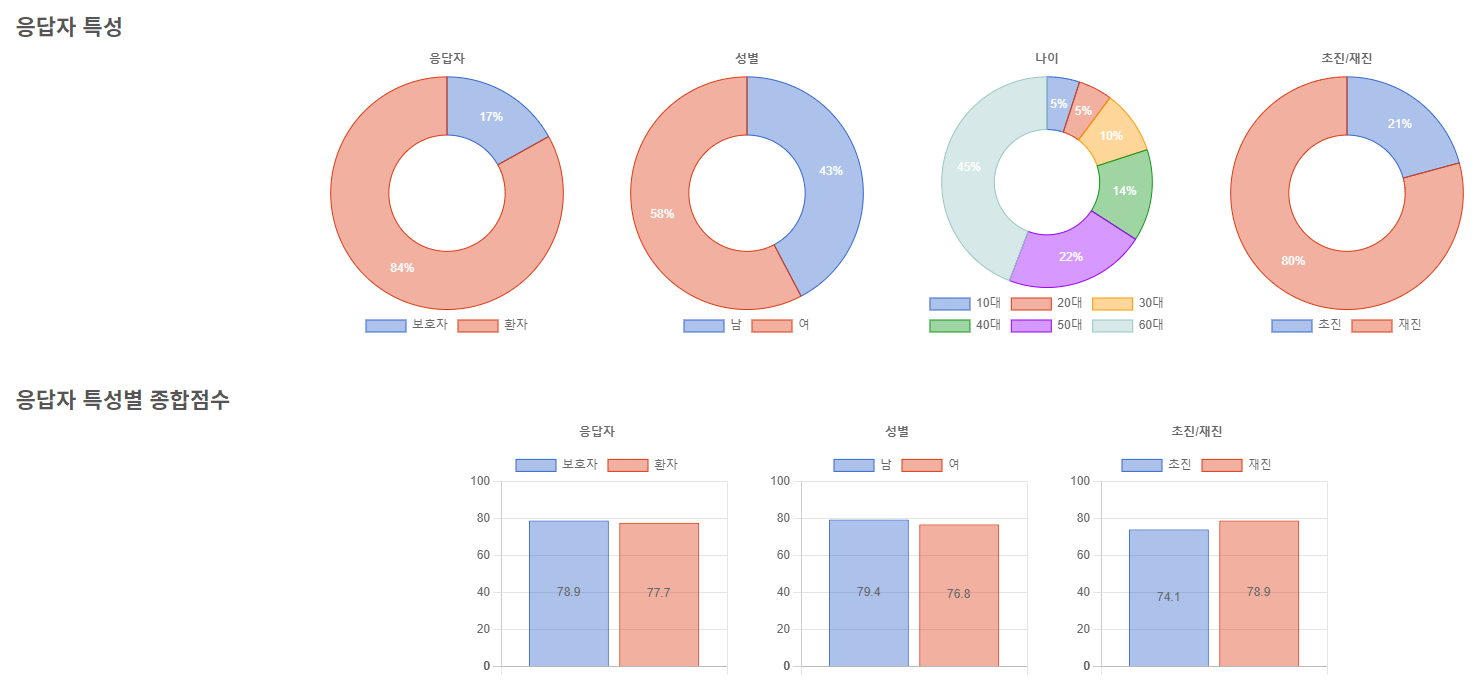 응답자 특성
응답자
17%
84%
보호자 환자
성별
43%
58%
남 여
나이
5% 5%
10%
14%
22%
45%
10대 20대 30대
40대 50대 60대
초진/재진
21%
80%
초진 재진
응답자 특성별 종합점수
응답자
보호자 환자
100
80
60
40
20
0
78.9 77.7
성별
남 여
100
80
60
40
20
0
79.4 76.8
초진/재진
초진 재진
100
80
60
40
20
0
74.1 78.9